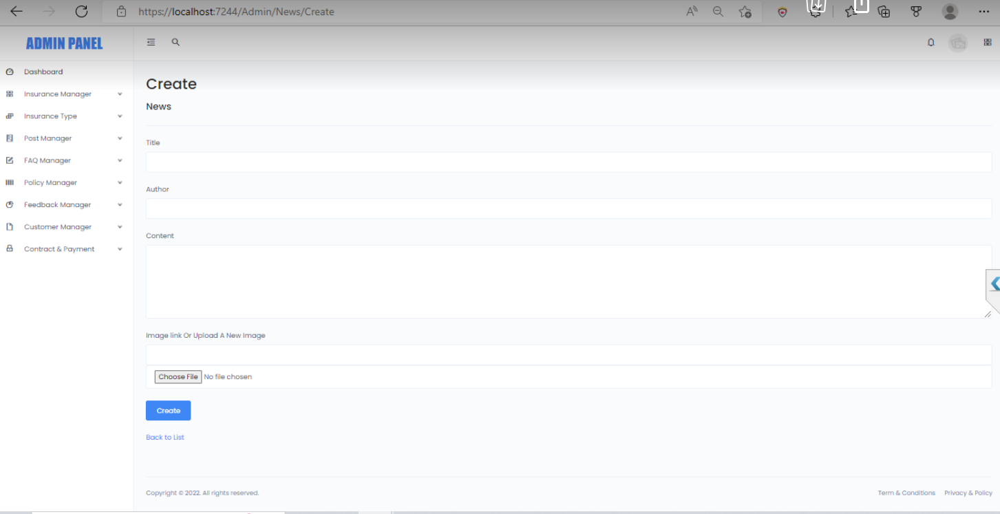 https://localhost:7244/Admin/News/Create
ADMIN PANEL
Dashboard
Insurance Manager
Insurance Type
Post Manager
FAQ Manager
Policy Manager
Feedback Manager
Customer Manager
Contract & Payment
Create
News
Title
Author
Content
Image link Or Upload A New Image
Choose File No file chosen
Create
Back to List
Copyright © 2022. All rights reserved.
Term & Conditions Privacy & Policy